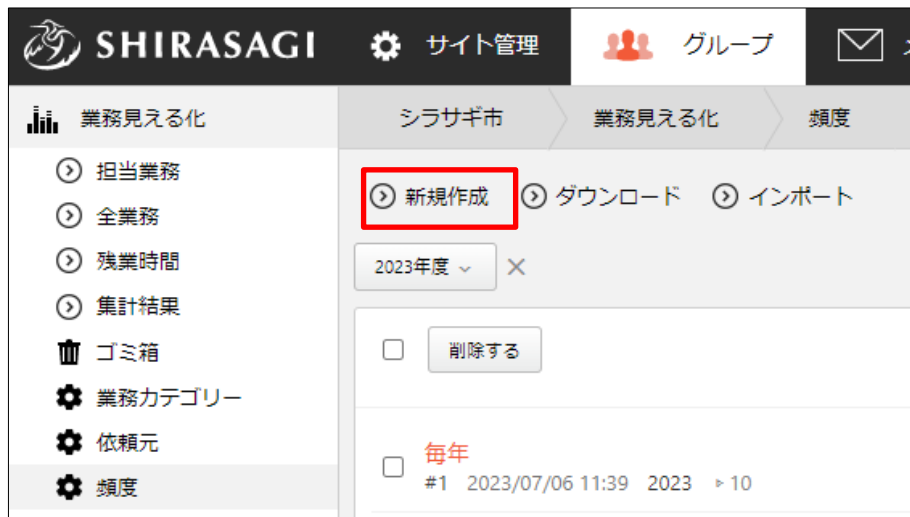 SHIRASAGI サイト管理 グループ
業務見える化 シラサギ市 業務見える化 頻度
担当業務
全業務
残業時間
集計結果
ゴミ箱
業務カテゴリー
依頼元
頻度
新規作成 ダウンロード インポート
2023年度
削除する
毎年
#1 2023/07/06 11:39 2023 10